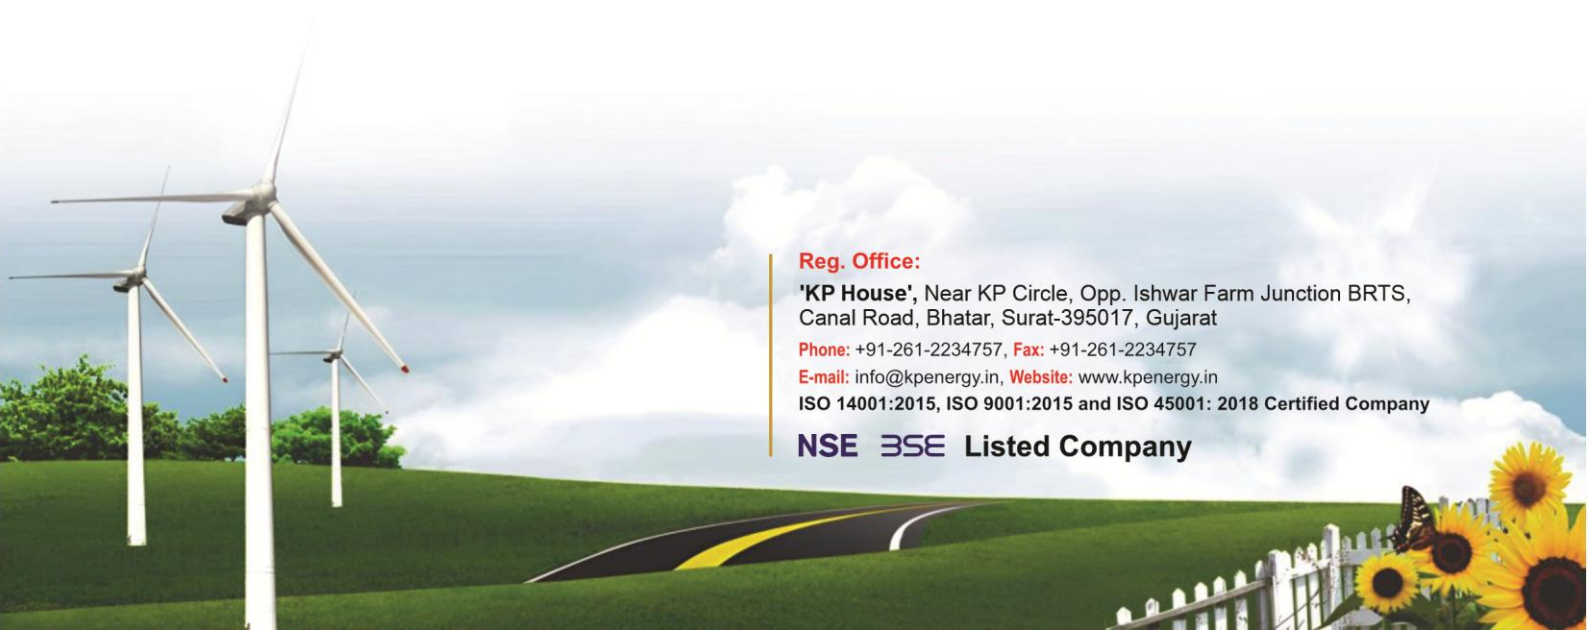 Reg. Office:
'KP House', Near KP Circle, Opp. Ishwar Farm Junction BRTS,
Canal Road, Bhatar, Surat-395017, Gujarat
Phone: +91-261-2234757, Fax: +91-261-2234757
E-mail: info@kpenergy.in, Website: www.kpenergy.in
ISO 14001:2015, ISO 9001:2015 and ISO 45001: 2018 Certified Company
NSE BSE Listed Company